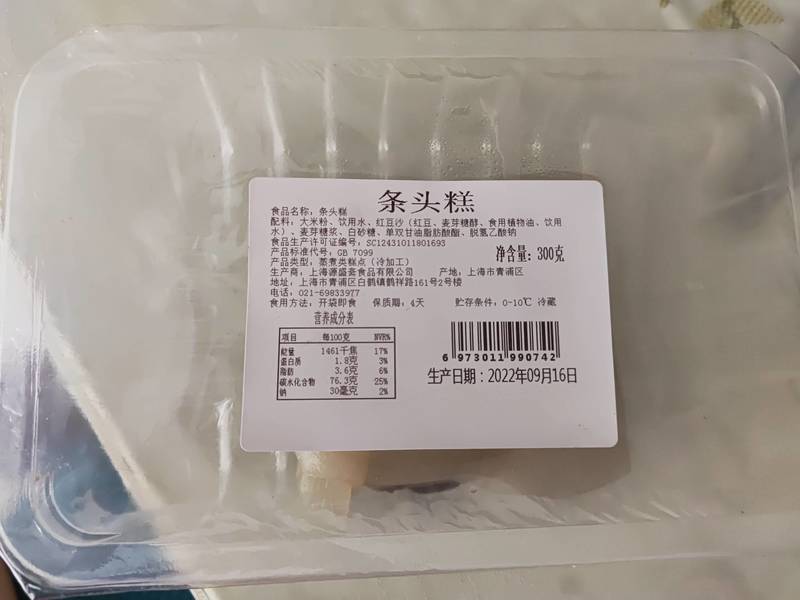 条头糕
食品名称：条头糕
配料：大米粉、饮用水、红豆沙（红豆、麦芽糖醇、食用植物油、饮用
水）、麦芽糖浆、白砂糖、单双甘油脂肪酸酯、脱氢乙酸钠
食品生产许可证编号：SC12431011801693
产品标准代号：GB 7099
净含量：300克
产品类型：蒸煮类糕点（冷加工）
生产商：上海源盛斋食品有限公司 产地：上海市青浦区
地址：上海市青浦区白鹤镇鹤祥路161号2号楼
电话：021-69833977
食用方法：开袋即食 保质期：4天 贮存条件：0-10℃ 冷藏
营养成分表
项目 每100克 NVR%
能量 1461千焦 17%
蛋白质 1.8克 3%
脂肪 3.6克 6%
碳水化合物 76.3克 25%
钠 30毫克 2%
6 973011 990742
生产日期：2022年09月16日